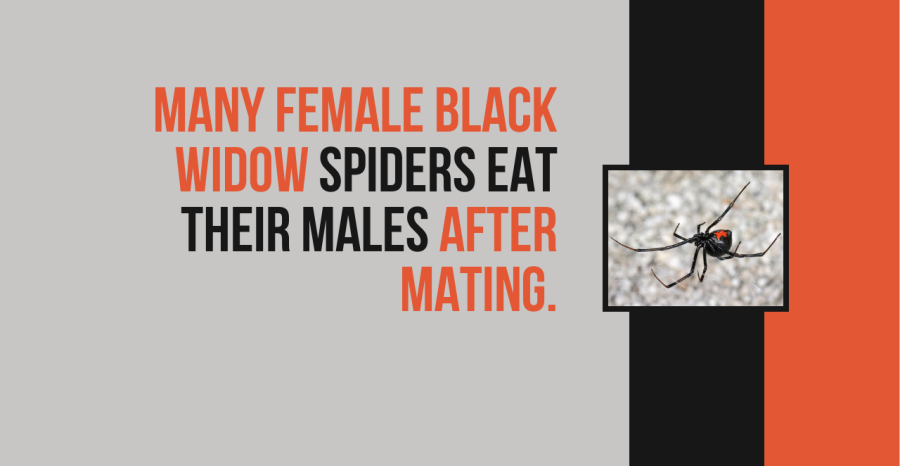 MANY FEMALE BLACK
WIDOW SPIDERS EAT
THEIR MALES AFTER
MATING.